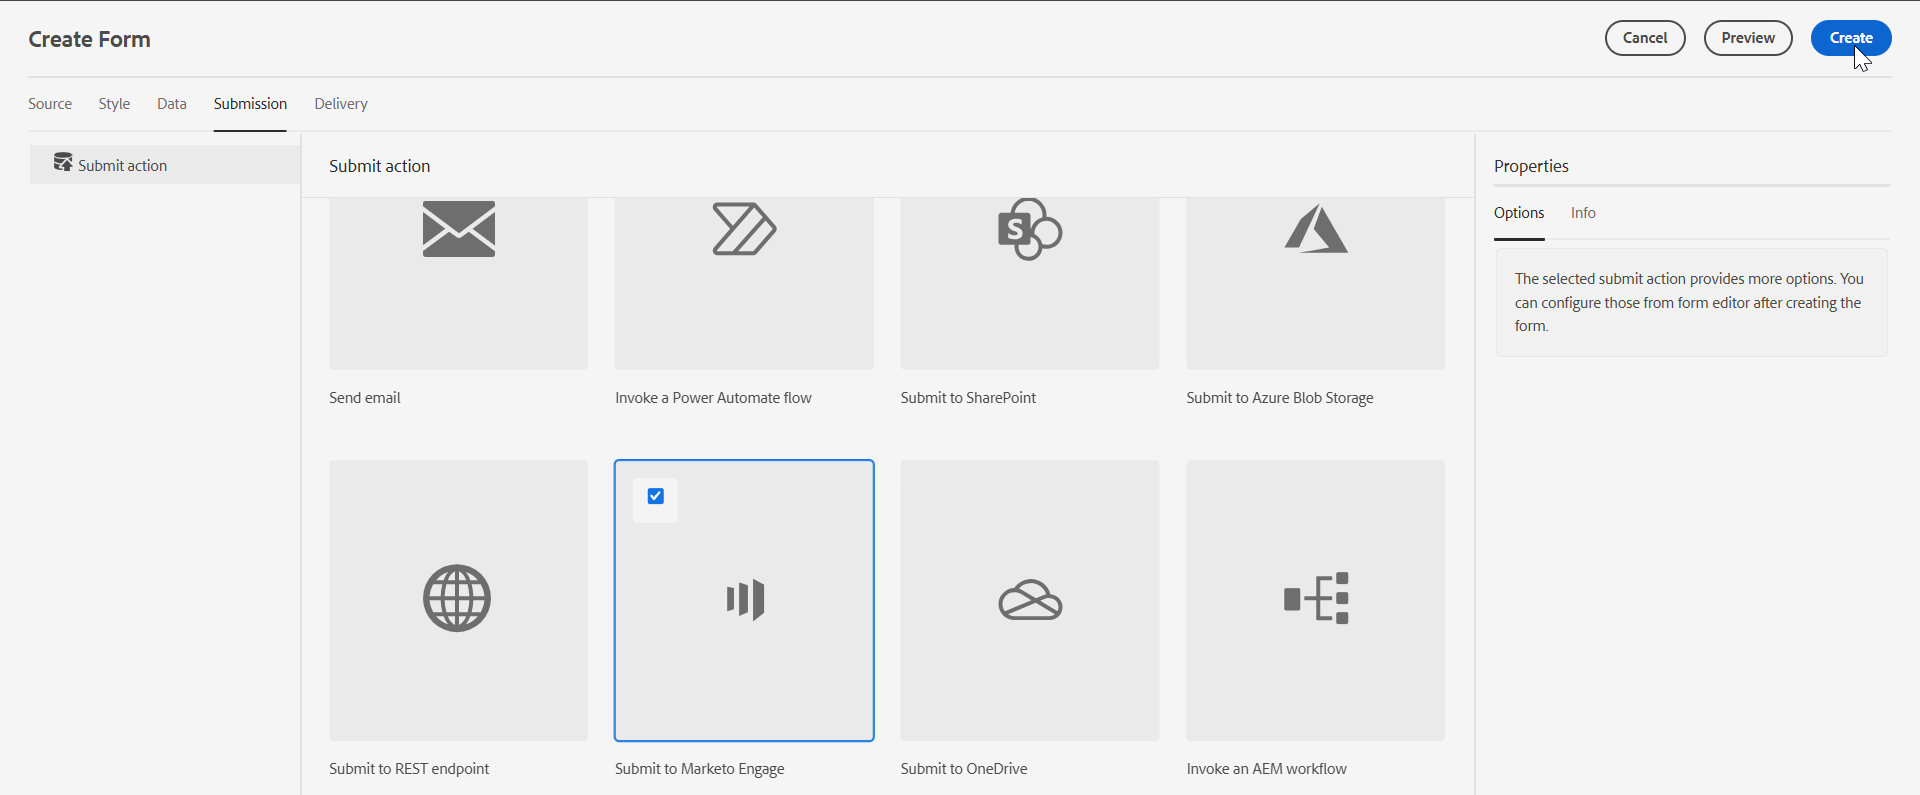 Create Form
Cancel
Preview
Create
Source
Style
Data
Submission
Delivery
Submit action
Submit action
Send email
Invoke a Power Automate flow
S
Submit to SharePoint
Submit to Azure Blob Storage
Submit to REST endpoint
Submit to Marketo Engage
Submit to OneDrive
Invoke an AEM workflow
Properties
Options
Info
The selected submit action provides more options. You
can configure those from form editor after creating the
form.